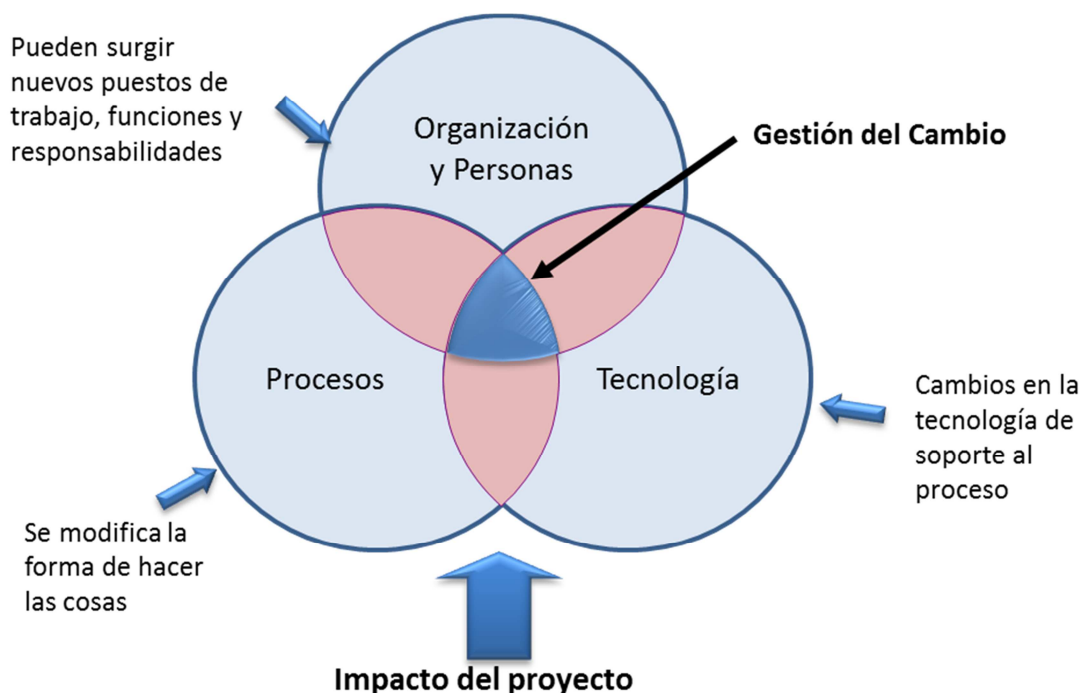 Pueden surgir
nuevos puestos de
trabajo, funciones y
responsabilidades
Organización
y Personas
Gestión del Cambio
Procesos
Tecnología
Cambios en la
tecnología de
soporte al
proceso
Se modifica la
forma de hacer
las cosas
Impacto del proyecto